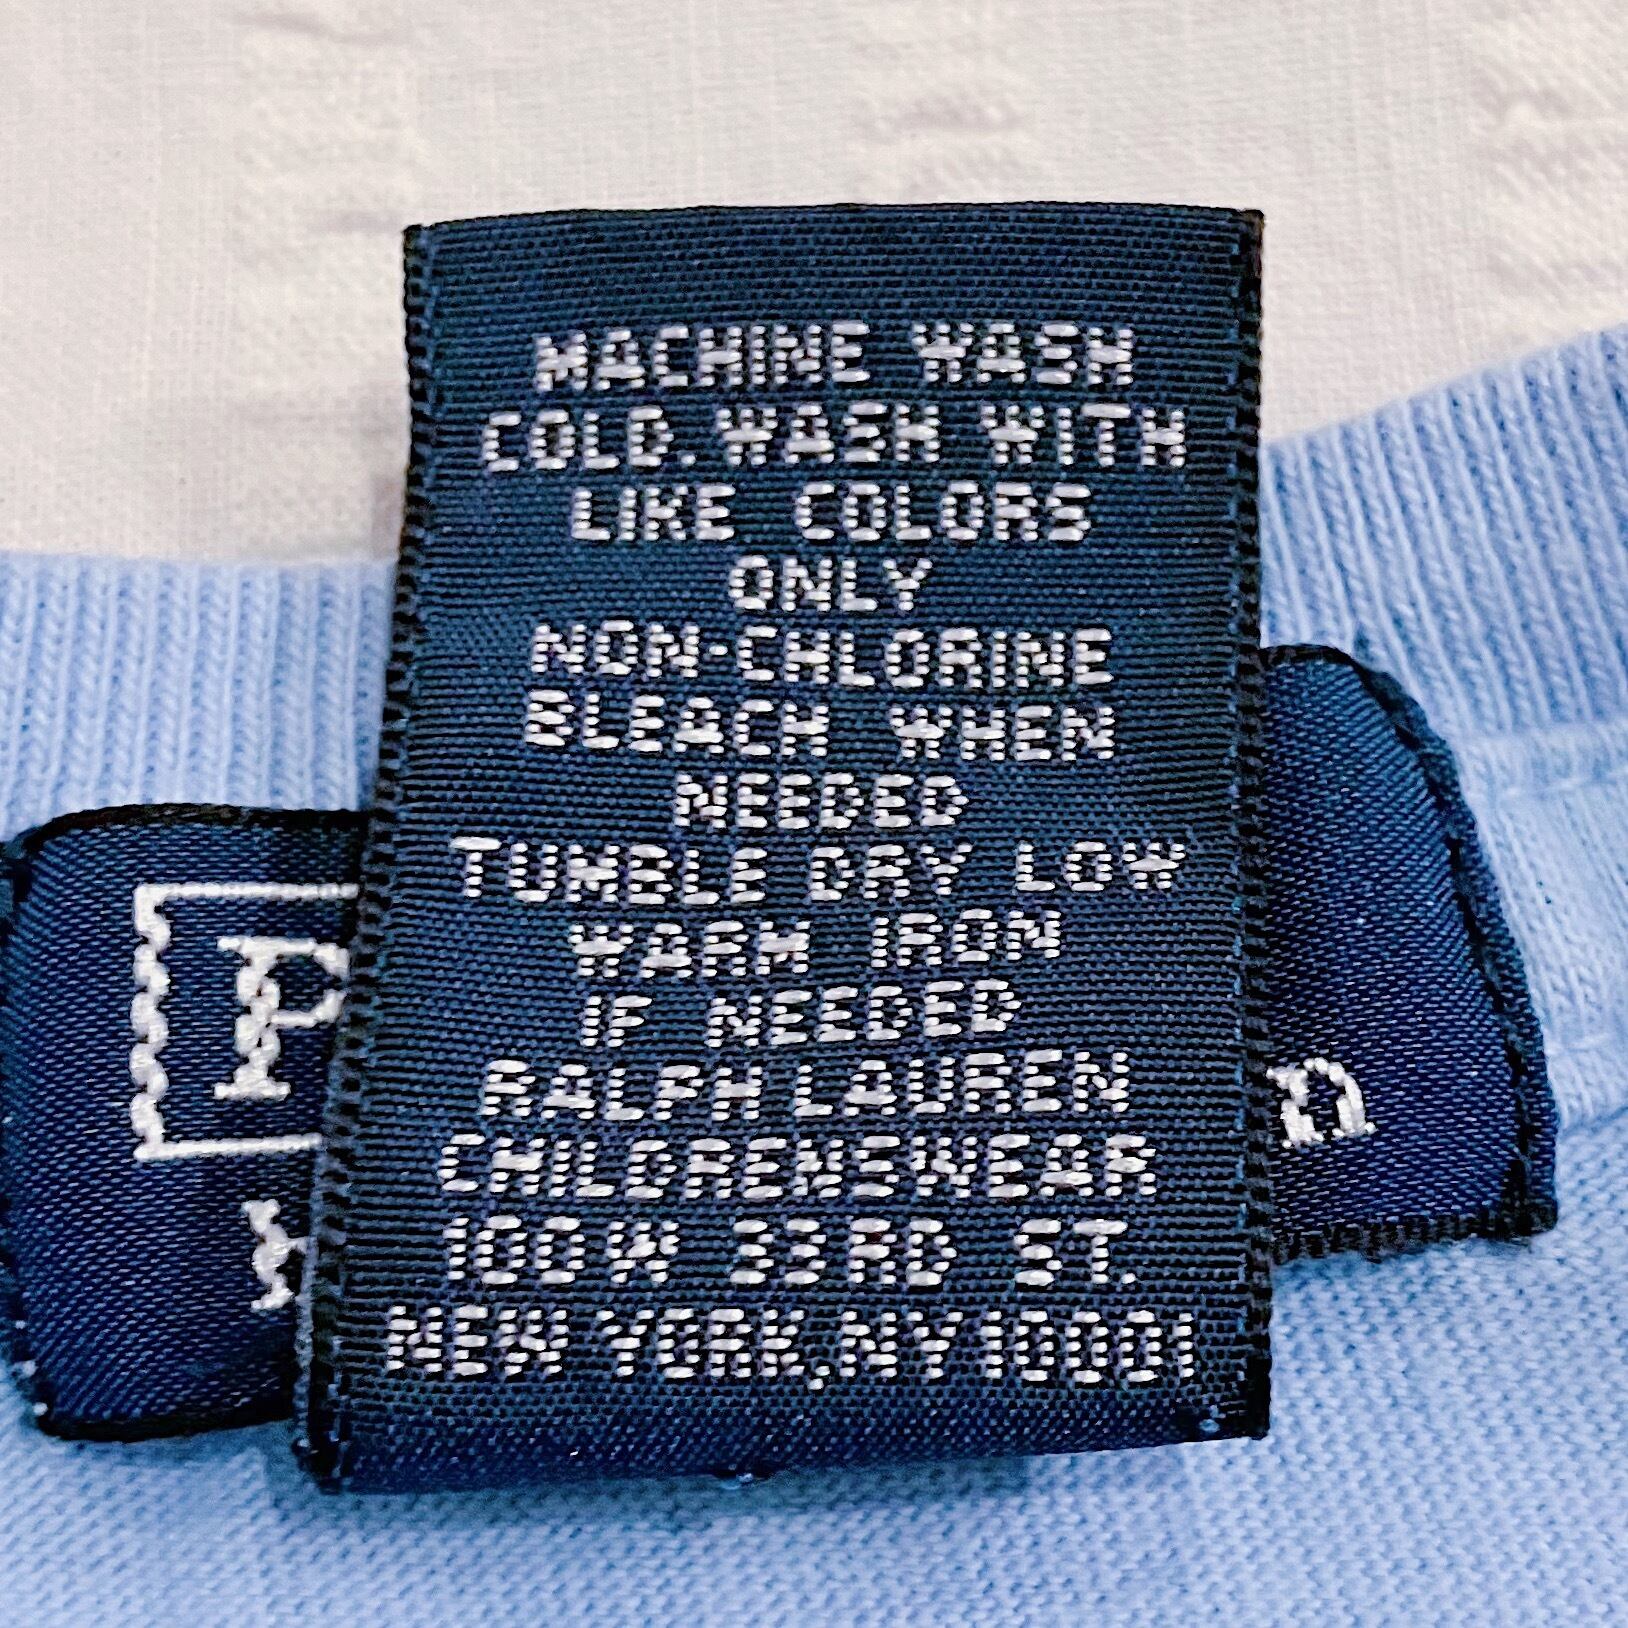 MACHINE WASH
COLD. WASH WITH
LIKE COLORS
ONLY
NON-CHLORINE
BLEACH WHEN
NEEDED
TUMBLE DRY LOW
WARM IRON
IF NEEDED
RALPH LAUREN
CHILDRENSWEAR
100 W 33RD ST.
NEW YORK, NY 10001
P
n